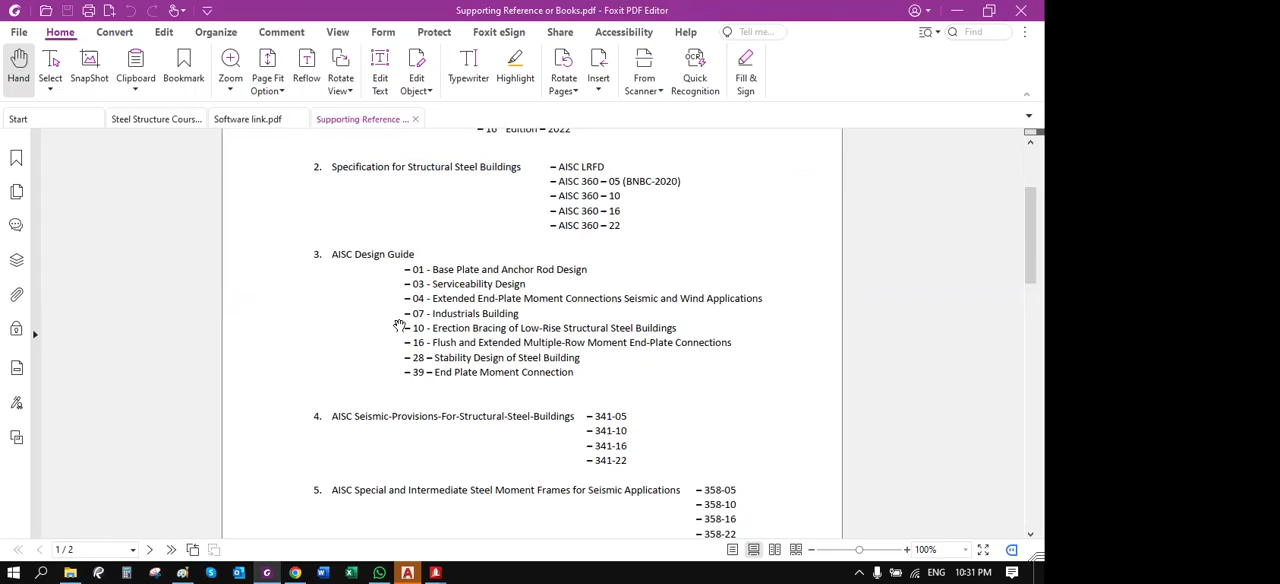 Supporting Reference or Books.pdf - Foxit PDF Editor
File Home Convert Edit Organize Comment View Form Protect Foxit eSign Share Accessibility Help Tell me... Find
Hand Select SnapShot Clipboard Bookmark Zoom Page Fit Option Reflow Rotate View Edit Text Edit Object Typewriter Highlight Rotate Pages Insert From Scanner OCR Quick Recognition Fill & Sign
Start Steel Structure Cours... Software link.pdf Supporting Reference ...
– 16 Edition – 2022
2. Specification for Structural Steel Buildings – AISC LRFD
– AISC 360 – 05 (BNBC-2020)
– AISC 360 – 10
– AISC 360 – 16
– AISC 360 – 22
3. AISC Design Guide
– 01 - Base Plate and Anchor Rod Design
– 03 - Serviceability Design
– 04 - Extended End-Plate Moment Connections Seismic and Wind Applications
– 07 - Industrials Building
– 10 - Erection Bracing of Low-Rise Structural Steel Buildings
– 16 - Flush and Extended Multiple-Row Moment End-Plate Connections
– 28 – Stability Design of Steel Building
– 39 – End Plate Moment Connection
4. AISC Seismic-Provisions-For-Structural-Steel-Buildings – 341-05
– 341-10
– 341-16
– 341-22
5. AISC Special and Intermediate Steel Moment Frames for Seismic Applications – 358-05
– 358-10
– 358-16
– 358-22
1 / 2 100%
ENG 10:31 PM